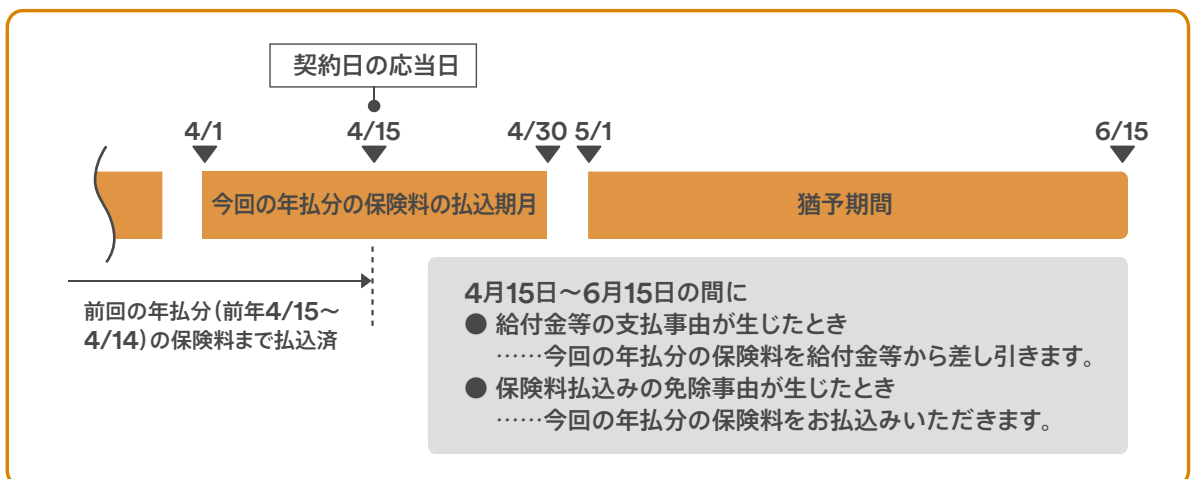 契約日の応当日
4/1 4/15 4/30 5/1 6/15
今回の年払分の保険料の払込期月 猶予期間
前回の年払分(前年4/15～
4/14)の保険料まで払込済
4月15日～6月15日の間に
● 給付金等の支払事由が生じたとき
……今回の年払分の保険料を給付金等から差し引きます。
● 保険料払込みの免除事由が生じたとき
……今回の年払分の保険料をお払込みいただきます。